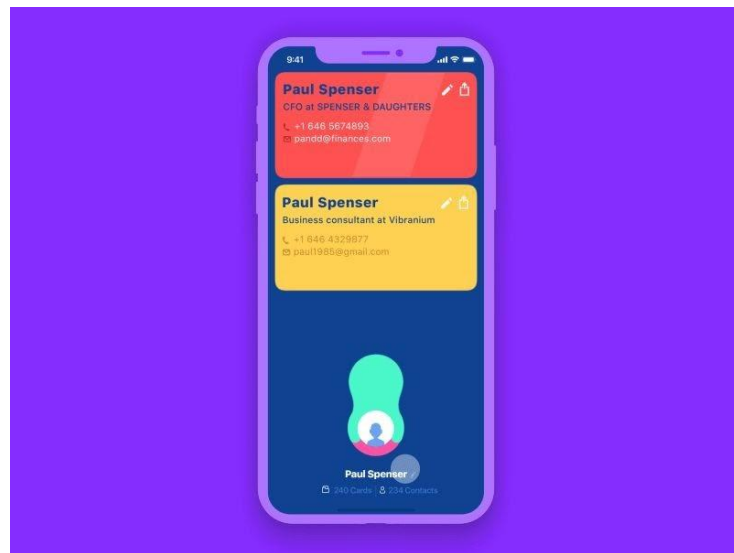 9:41
Paul Spenser
CFO at SPENSER & DAUGHTERS
+1 646 5674893
pandd@finances.com
Paul Spenser
Business consultant at Vibranium
+1 646 4329877
paul1985@gmail.com
Paul Spenser
240 Cards | 234 Contacts